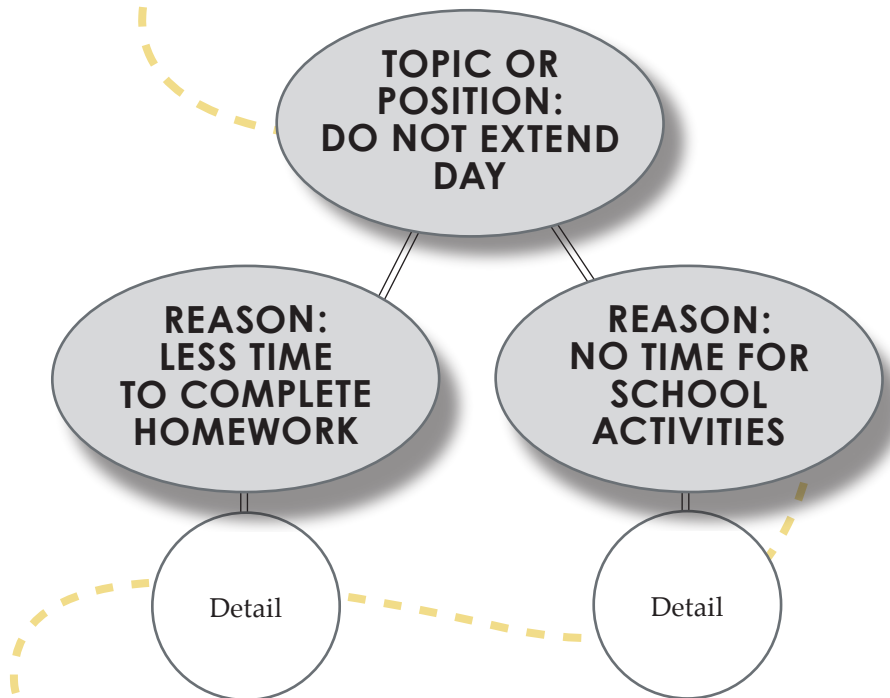 TOPIC OR
POSITION:
DO NOT EXTEND
DAY
REASON:
LESS TIME
TO COMPLETE
HOMEWORK
REASON:
NO TIME FOR
SCHOOL
ACTIVITIES
Detail
Detail